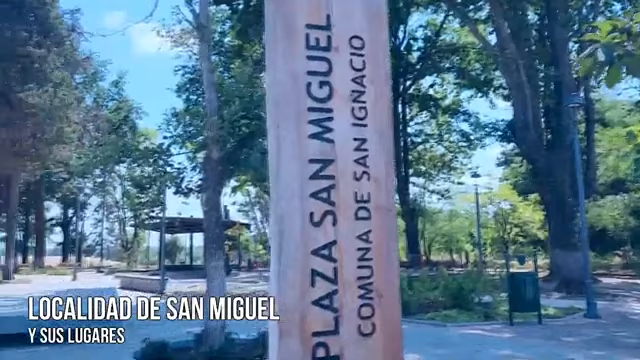 PLAZA SAN MIGUEL
COMUNA DE SAN IGNACIO
LOCALIDAD DE SAN MIGUEL
Y SUS LUGARES